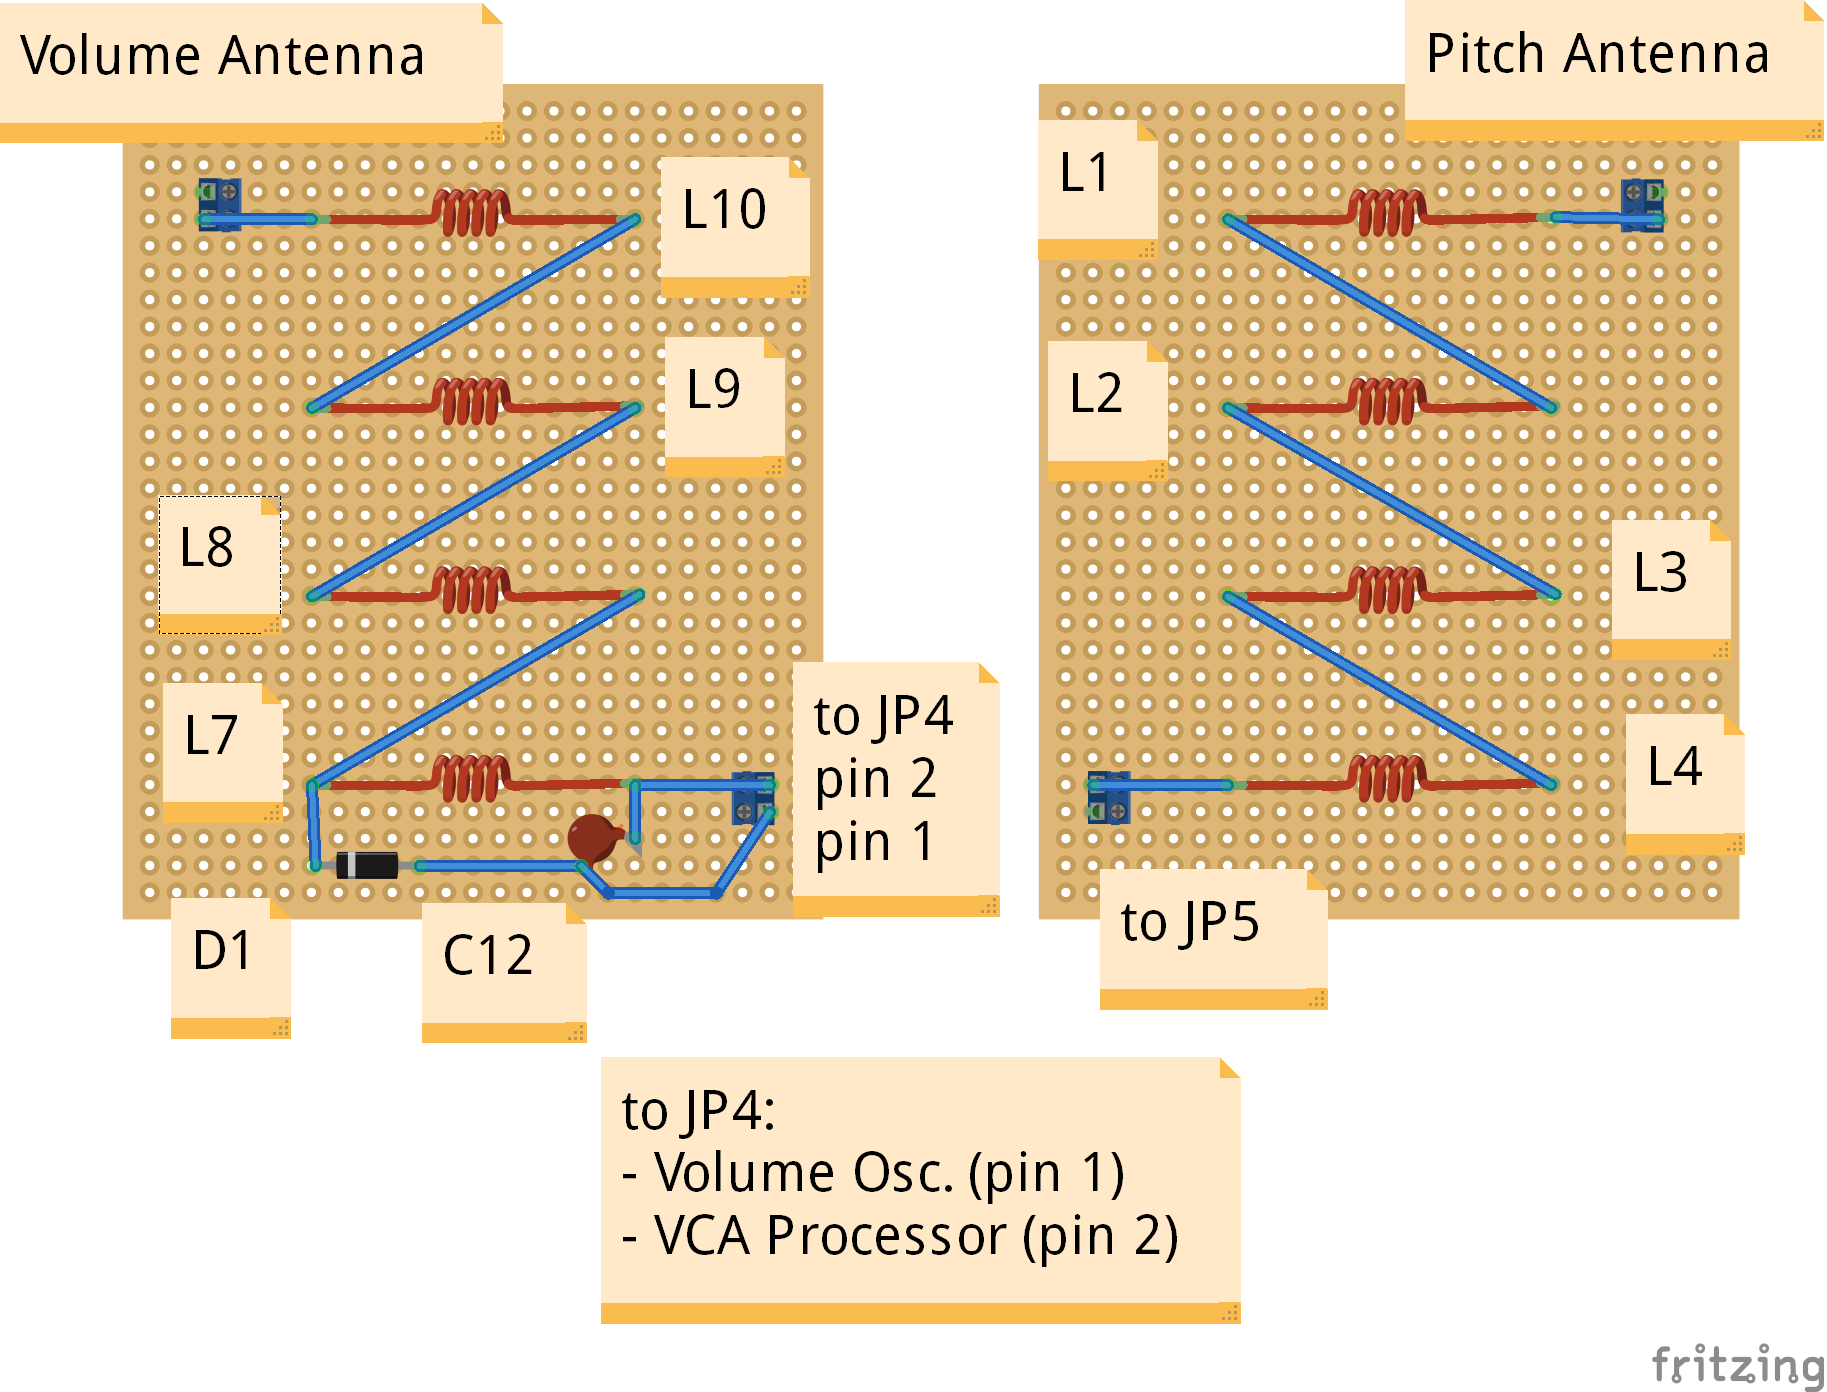 Volume Antenna
Pitch Antenna
L10
L1
L9
L2
L8
L3
L7
L4
to JP4
pin 2
pin 1
D1
C12
to JP5
to JP4:
- Volume Osc. (pin 1)
- VCA Processor (pin 2)
fritzing